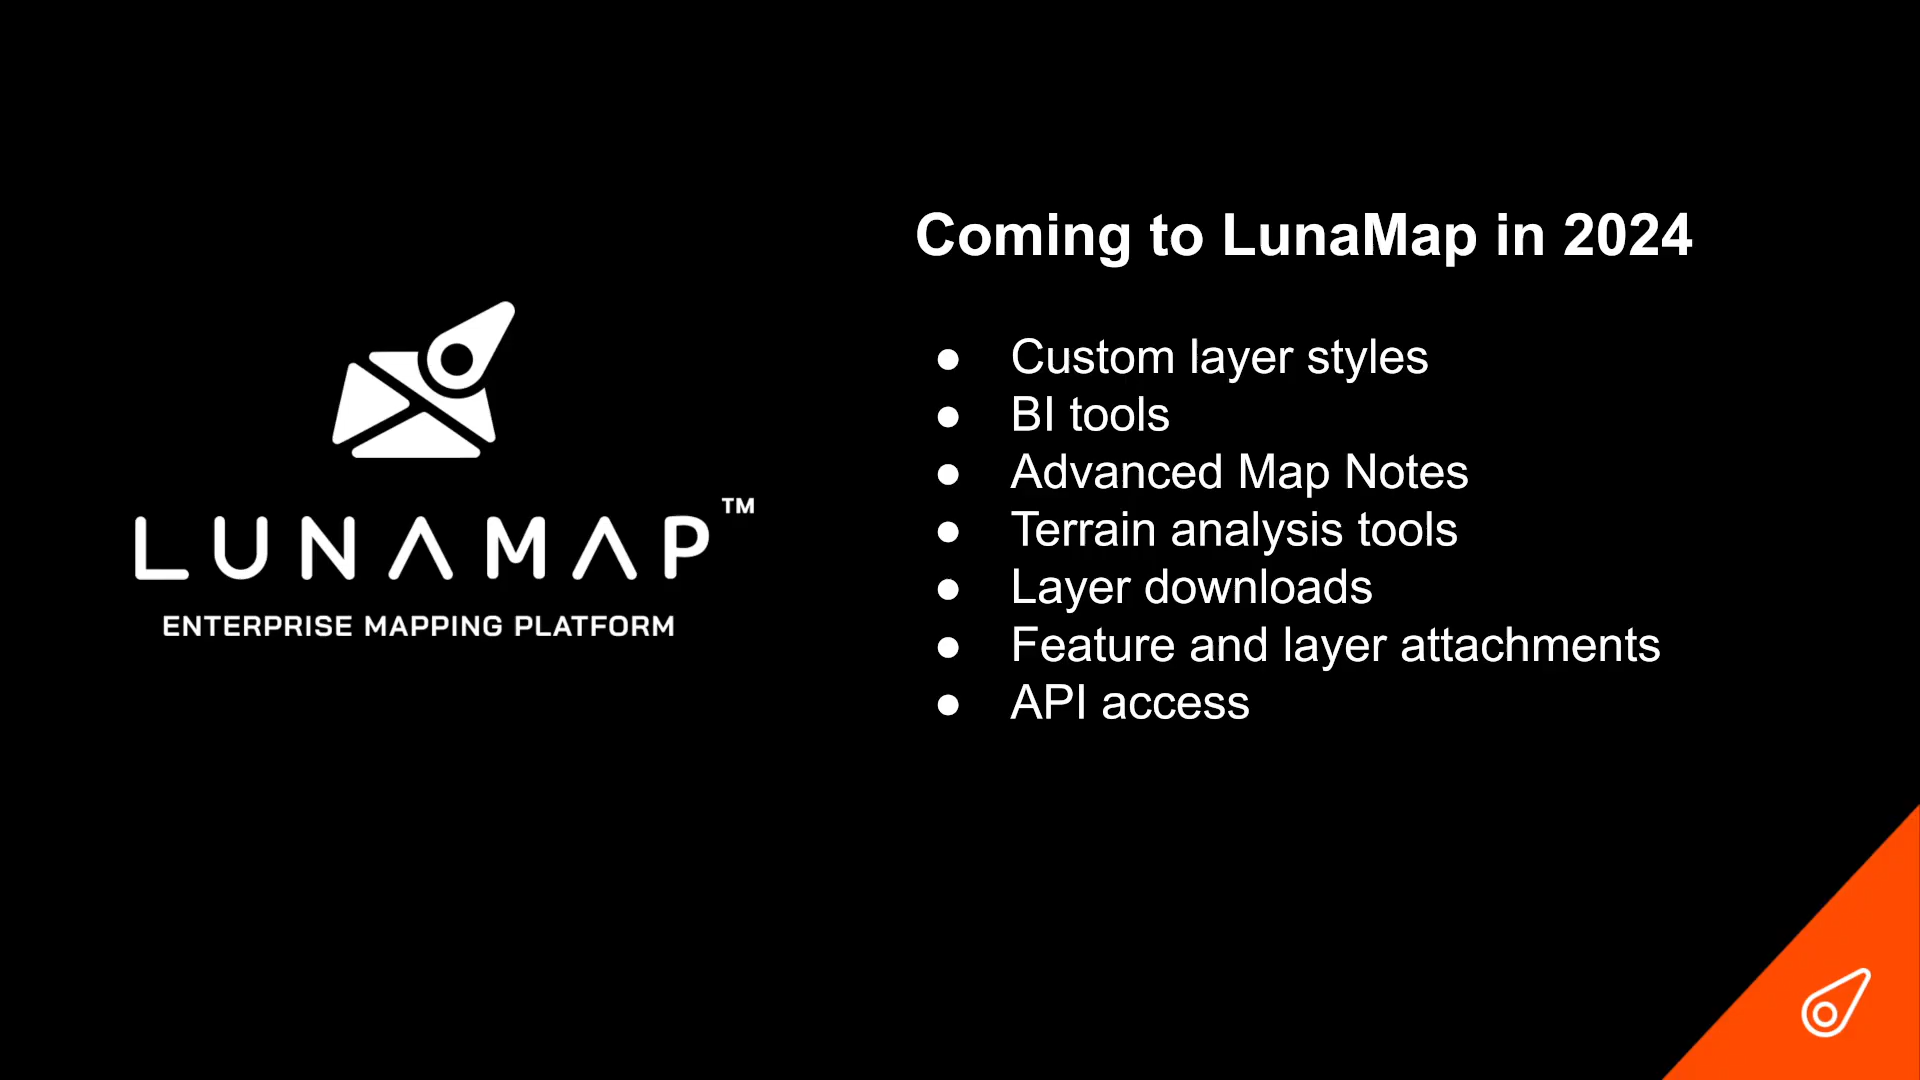 LUNAMAP™
ENTERPRISE MAPPING PLATFORM
Coming to LunaMap in 2024
● Custom layer styles
● BI tools
● Advanced Map Notes
● Terrain analysis tools
● Layer downloads
● Feature and layer attachments
● API access